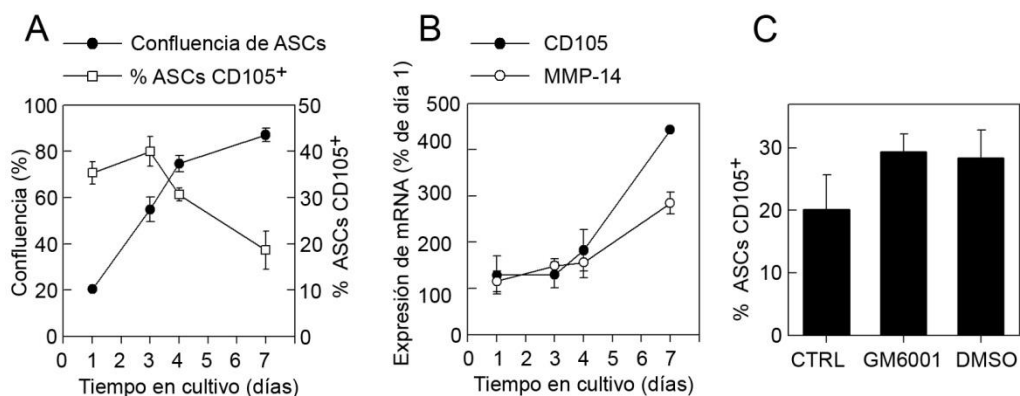 A
Confluencia de ASCs
% ASCs CD105⁺
Confluencia (%)
100
80
60
40
20
0
50
40
30
20
10
0
% ASCs CD105⁺
0 1 2 3 4 5 6 7 8
Tiempo en cultivo (días)
B
CD105
MMP-14
Expresión de mRNA (% de día 1)
500
400
300
200
100
0
0 1 2 3 4 5 6 7 8
Tiempo en cultivo (días)
C
% ASCs CD105⁺
30
20
10
0
CTRL GM6001 DMSO